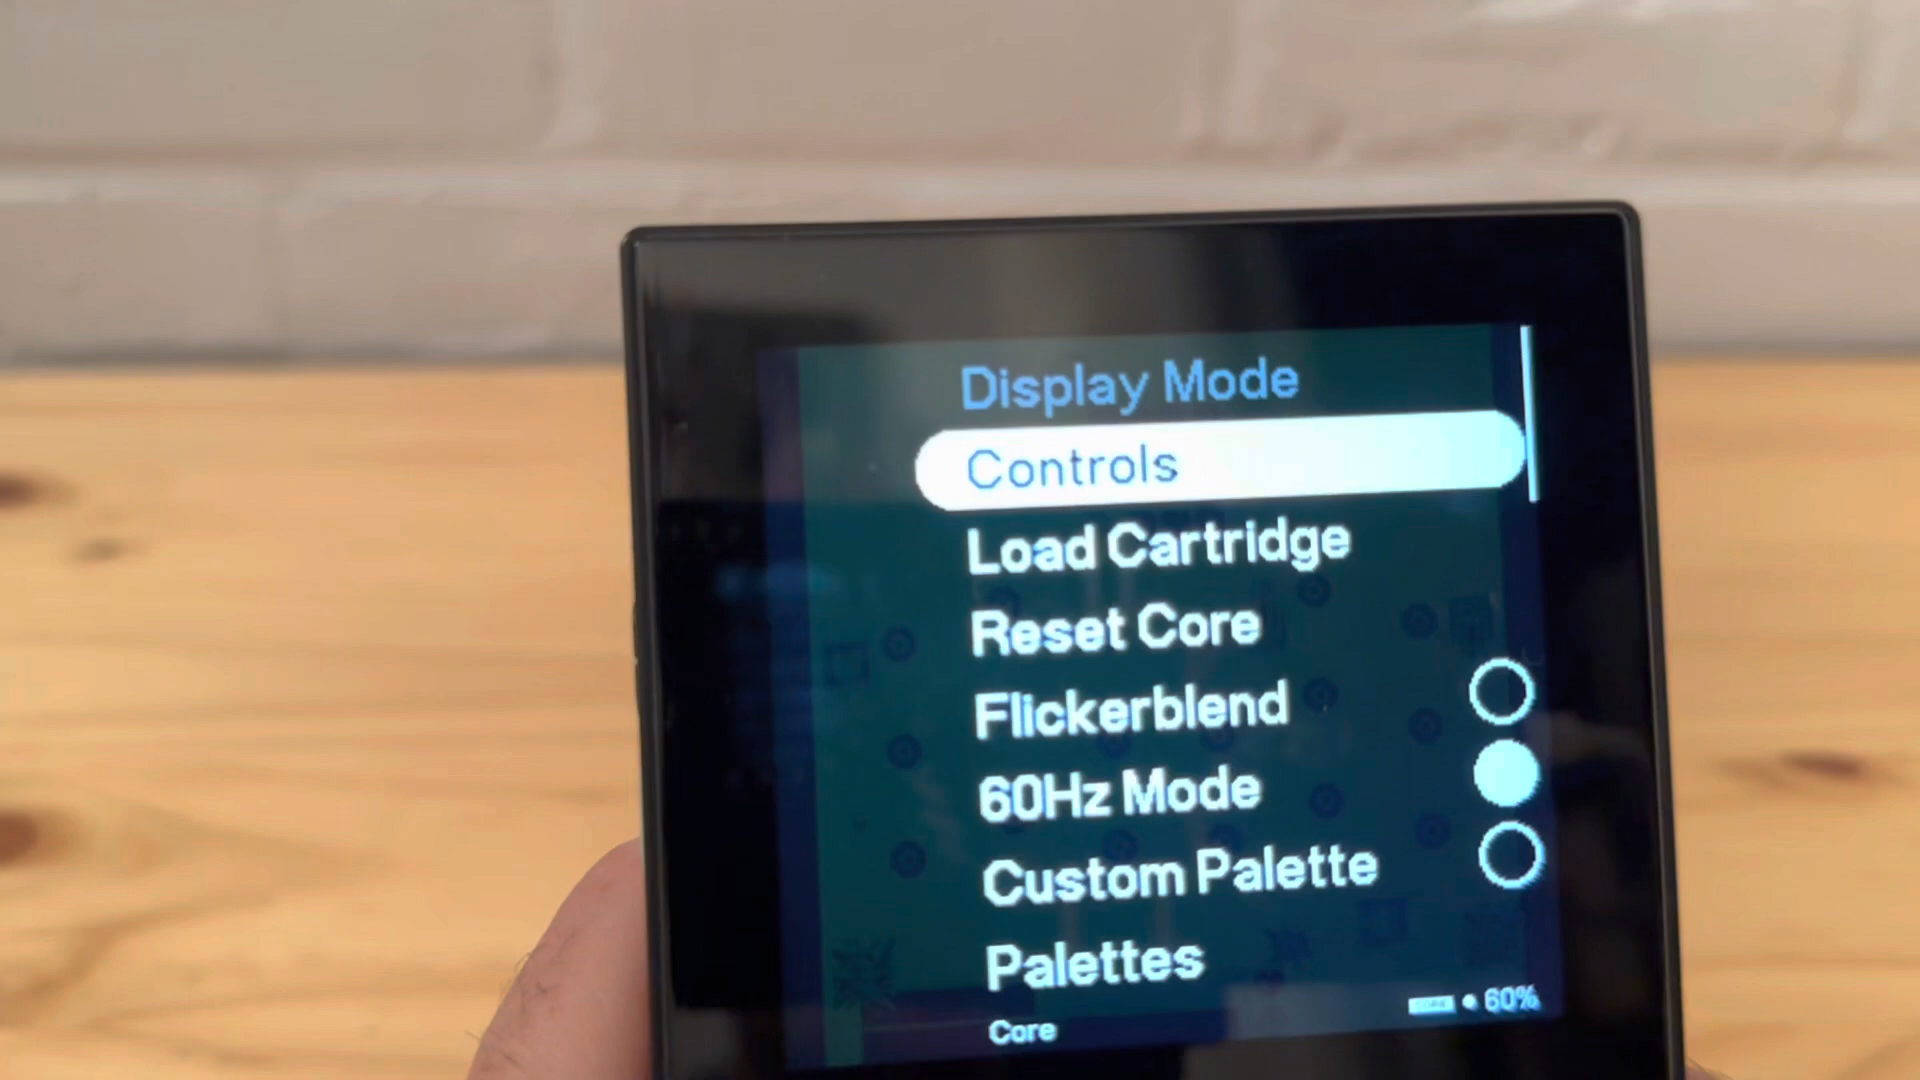 Display Mode
Controls
Load Cartridge
Reset Core
Flickerblend
60Hz Mode
Custom Palette
Palettes
Core
60%